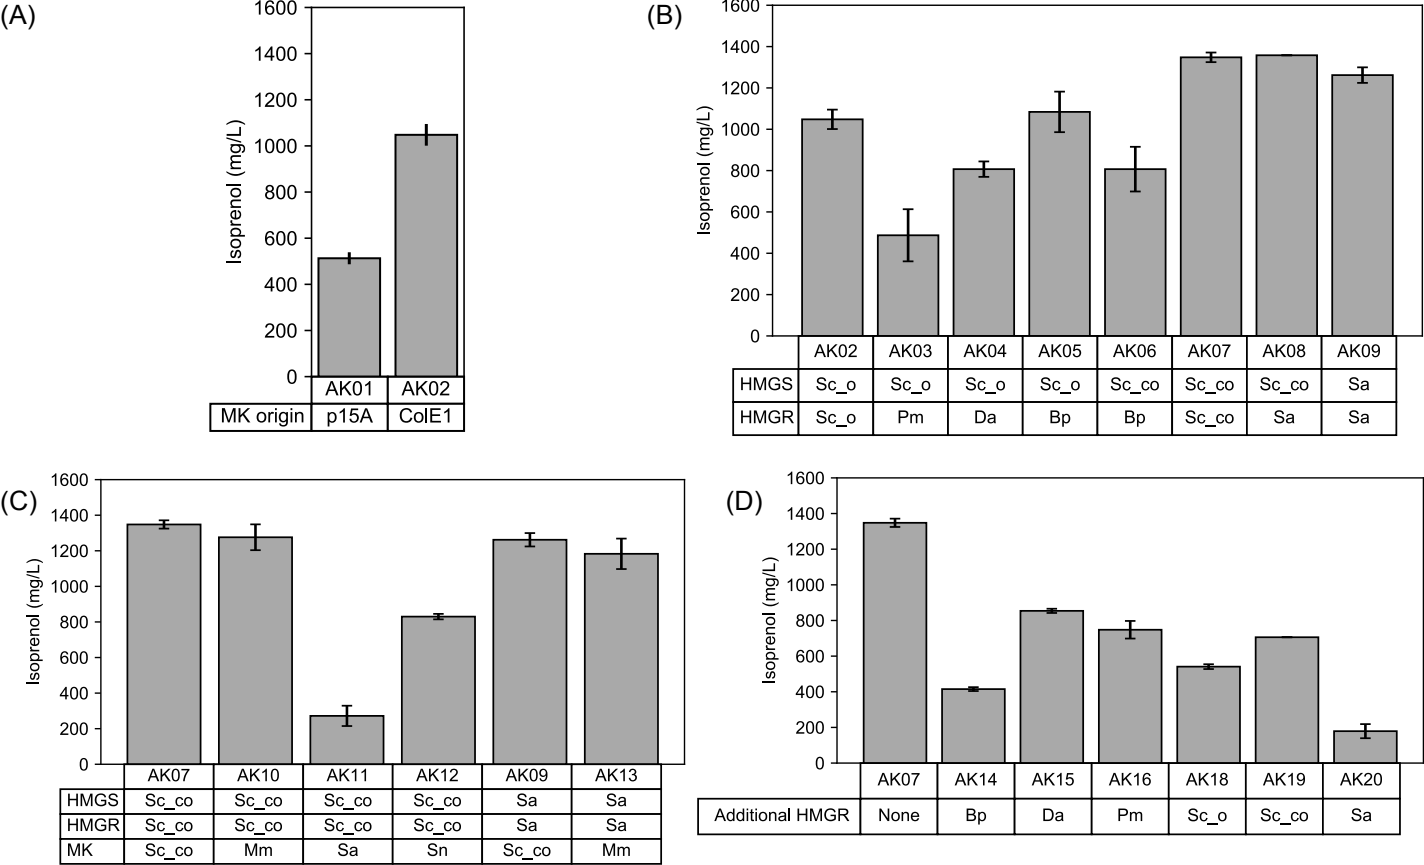 (A)
1600
1400
1200
1000
800
600
400
200
0
Isoprenol (mg/L)
AK01 AK02
MK origin p15A ColE1
(B)
1600
1400
1200
1000
800
600
400
200
0
Isoprenol (mg/L)
AK02 AK03 AK04 AK05 AK06 AK07 AK08 AK09
HMGS Sc_o Sc_o Sc_o Sc_o Sc_co Sc_co Sc_co Sa
HMGR Sc_o Pm Da Bp Bp Sc_co Sa Sa
(C)
1600
1400
1200
1000
800
600
400
200
0
Isoprenol (mg/L)
AK07 AK10 AK11 AK12 AK09 AK13
HMGS Sc_co Sc_co Sc_co Sc_co Sa Sa
HMGR Sc_co Sc_co Sc_co Sc_co Sa Sa
MK Sc_co Mm Sa Sn Sc_co Mm
(D)
1600
1400
1200
1000
800
600
400
200
0
Isoprenol (mg/L)
AK07 AK14 AK15 AK16 AK18 AK19 AK20
Additional HMGR None Bp Da Pm Sc_o Sc_co Sa